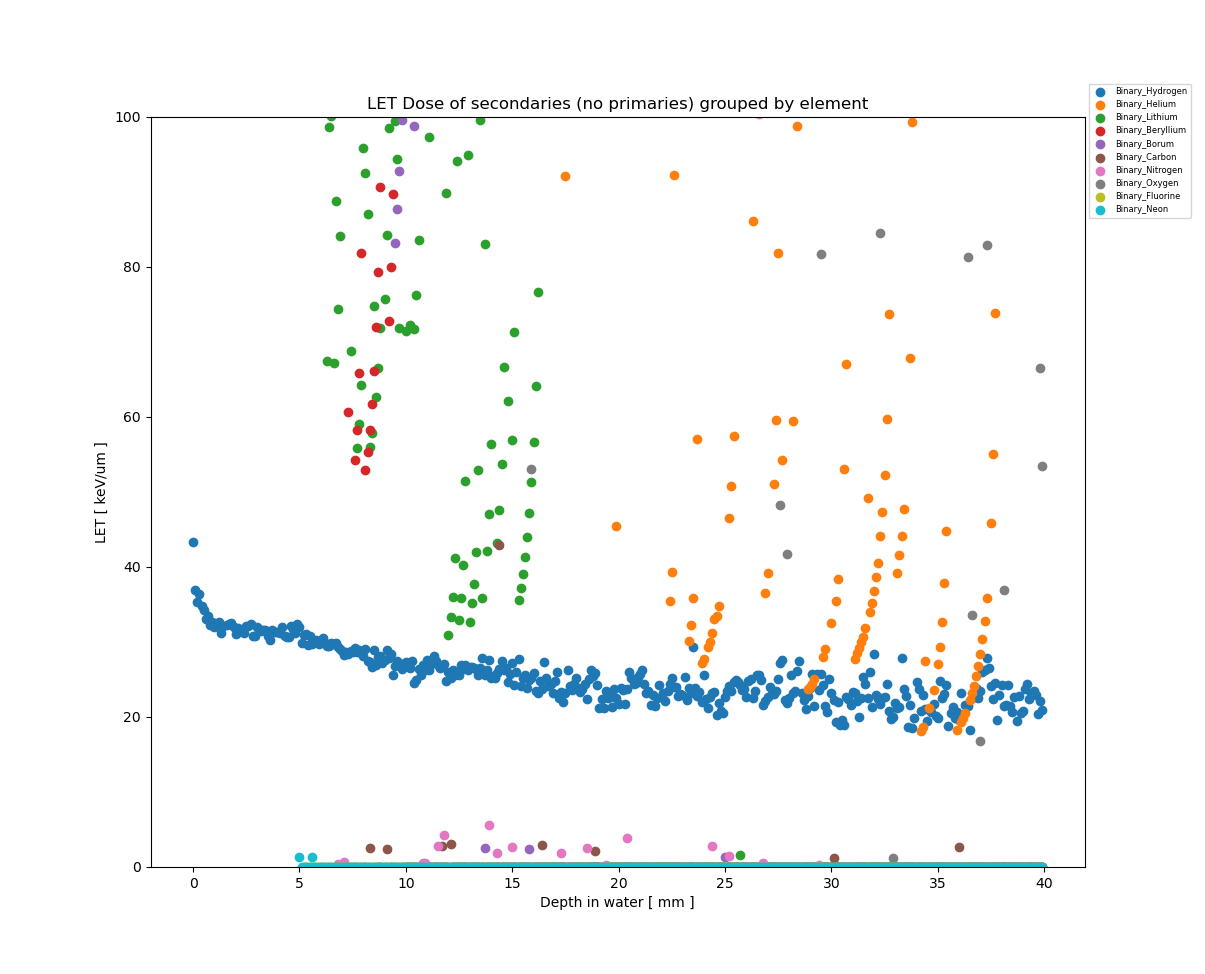 LET Dose of secondaries (no primaries) grouped by element
Binary_Hydrogen
Binary_Helium
Binary_Lithium
Binary_Beryllium
Binary_Borum
Binary_Carbon
Binary_Nitrogen
Binary_Oxygen
Binary_Fluorine
Binary_Neon
100
80
60
40
20
0
LET [ keV/um ]
0 5 10 15 20 25 30 35 40
Depth in water [ mm ]